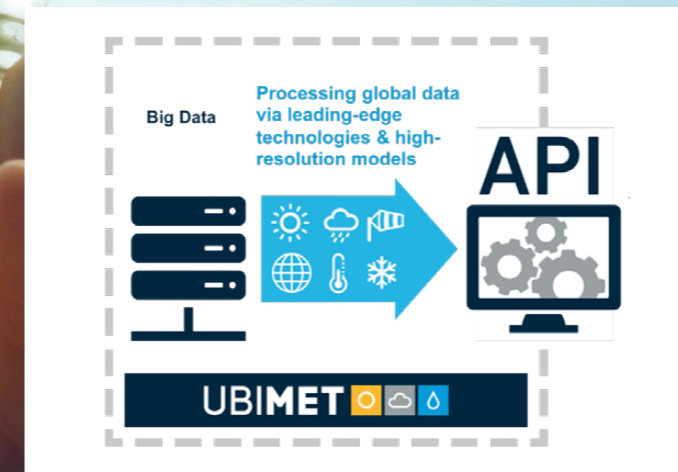 Big Data
Processing global data
via leading-edge
technologies & high-
resolution models
API
UBIMET